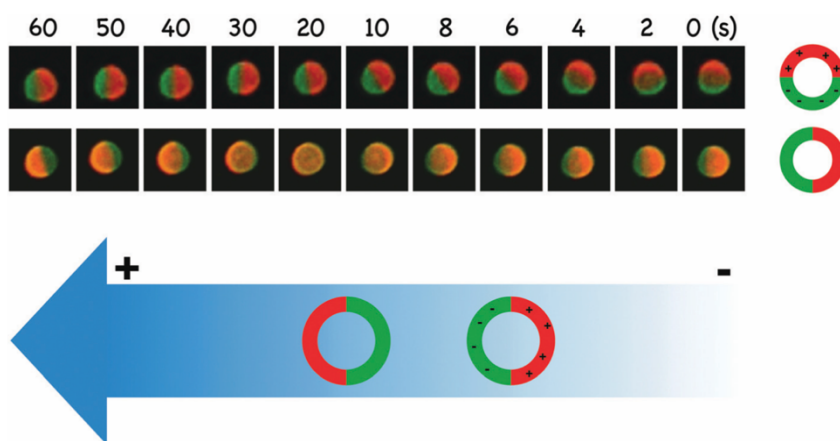 60 50 40 30 20 10 8 6 4 2 0 (s)
+ + + +
- - - -
+ -
- - - - + + + +